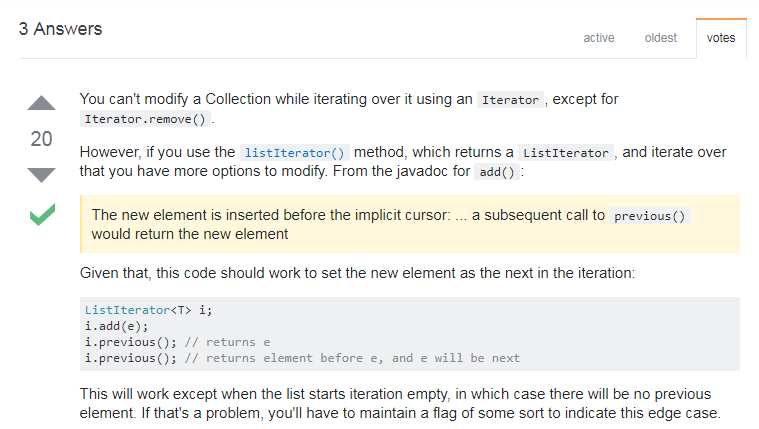 3 Answers
active oldest votes
You can't modify a Collection while iterating over it using an Iterator , except for
Iterator.remove() .
20
However, if you use the listIterator() method, which returns a ListIterator , and iterate over
that you have more options to modify. From the javadoc for add() :
The new element is inserted before the implicit cursor: ... a subsequent call to previous()
would return the new element
Given that, this code should work to set the new element as the next in the iteration:
ListIterator<T> i;
i.add(e);
i.previous(); // returns e
i.previous(); // returns element before e, and e will be next
This will work except when the list starts iteration empty, in which case there will be no previous
element. If that's a problem, you'll have to maintain a flag of some sort to indicate this edge case.